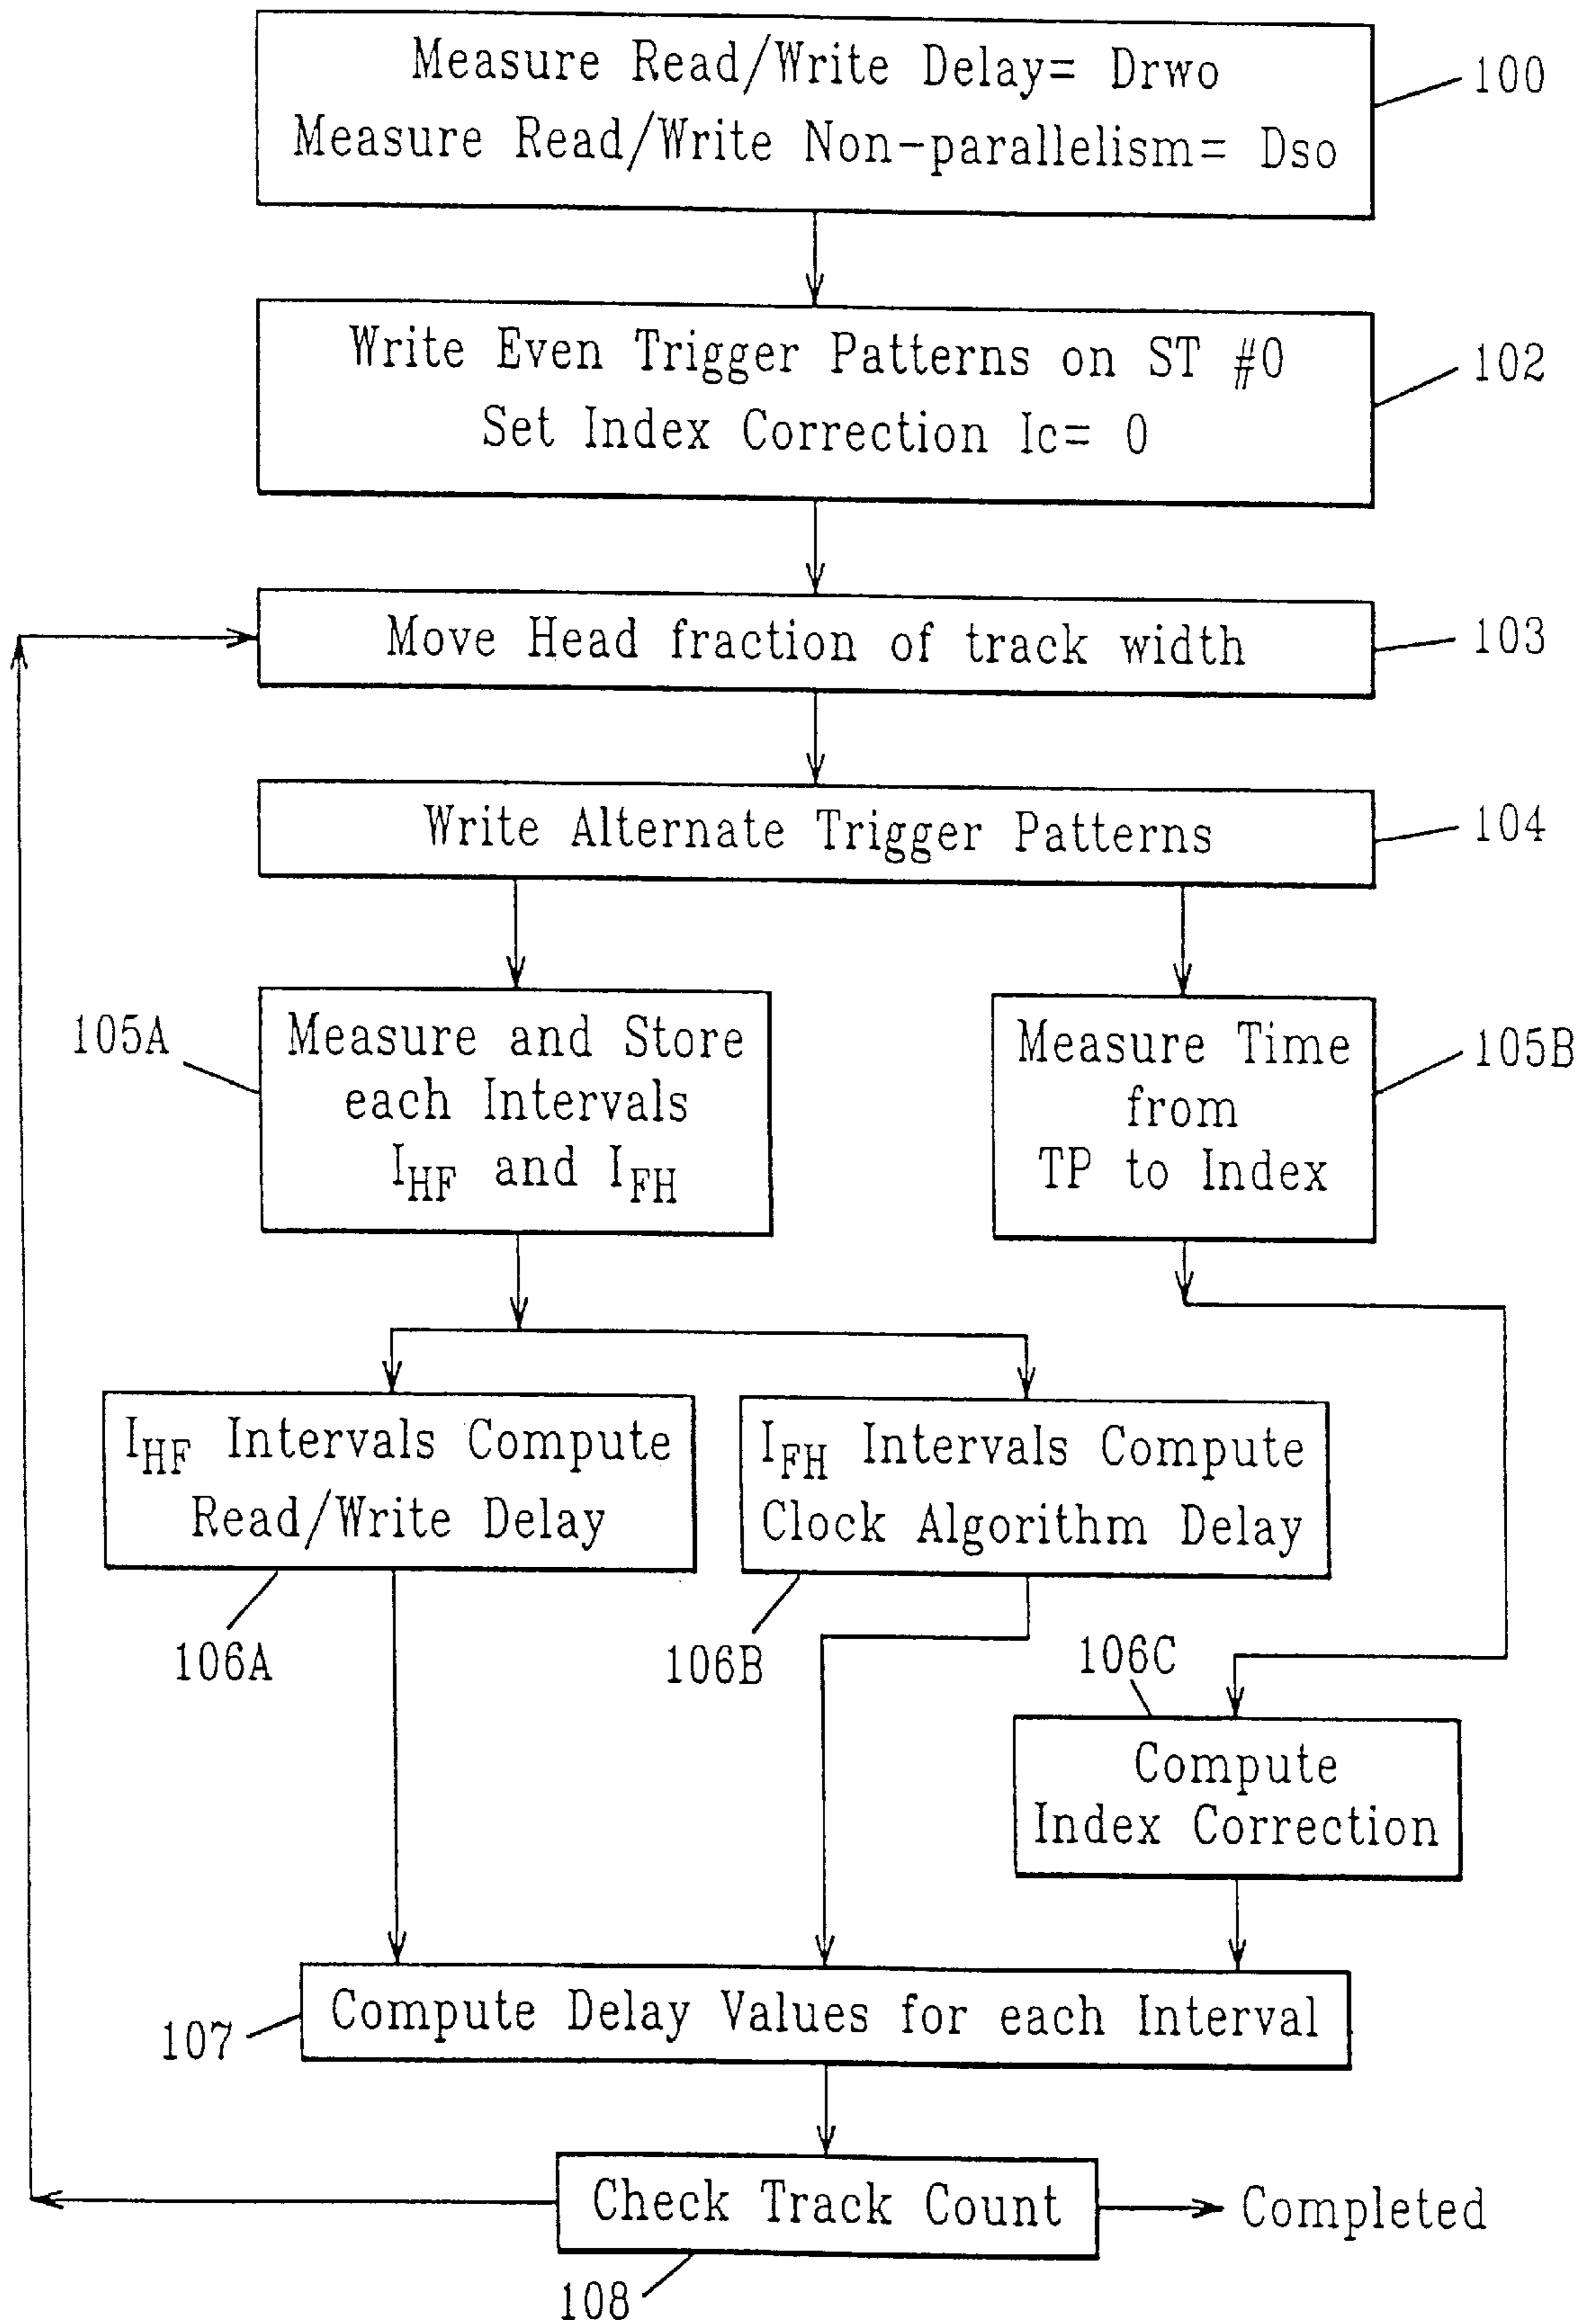 Measure Read/Write Delay= Drwo
Measure Read/Write Non-parallelism= Dso
100
Write Even Trigger Patterns on ST #0
Set Index Correction Ic= 0
102
Move Head fraction of track width
103
Write Alternate Trigger Patterns
104
105A
Measure and Store
each Intervals
I_HF and I_FH
Measure Time
from
TP to Index
105B
I_HF Intervals Compute
Read/Write Delay
106A
I_FH Intervals Compute
Clock Algorithm Delay
106B
106C
Compute
Index Correction
107
Compute Delay Values for each Interval
Check Track Count
Completed
108